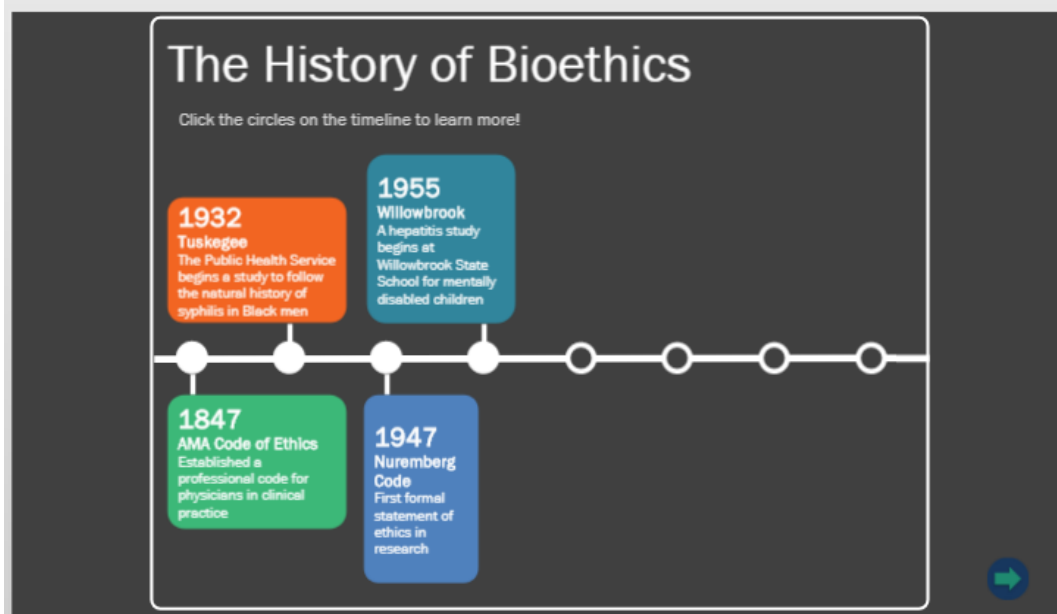 The History of Bioethics
Click the circles on the timeline to learn more!
1932
Tuskegee
The Public Health Service
begins a study to follow
the natural history of
syphilis in Black men
1955
Willowbrook
A hepatitis study
begins at
Willowbrook State
School for mentally
disabled children
1847
AMA Code of Ethics
Established a
professional code for
physicians in clinical
practice
1947
Nuremberg
Code
First formal
statement of
ethics in
research